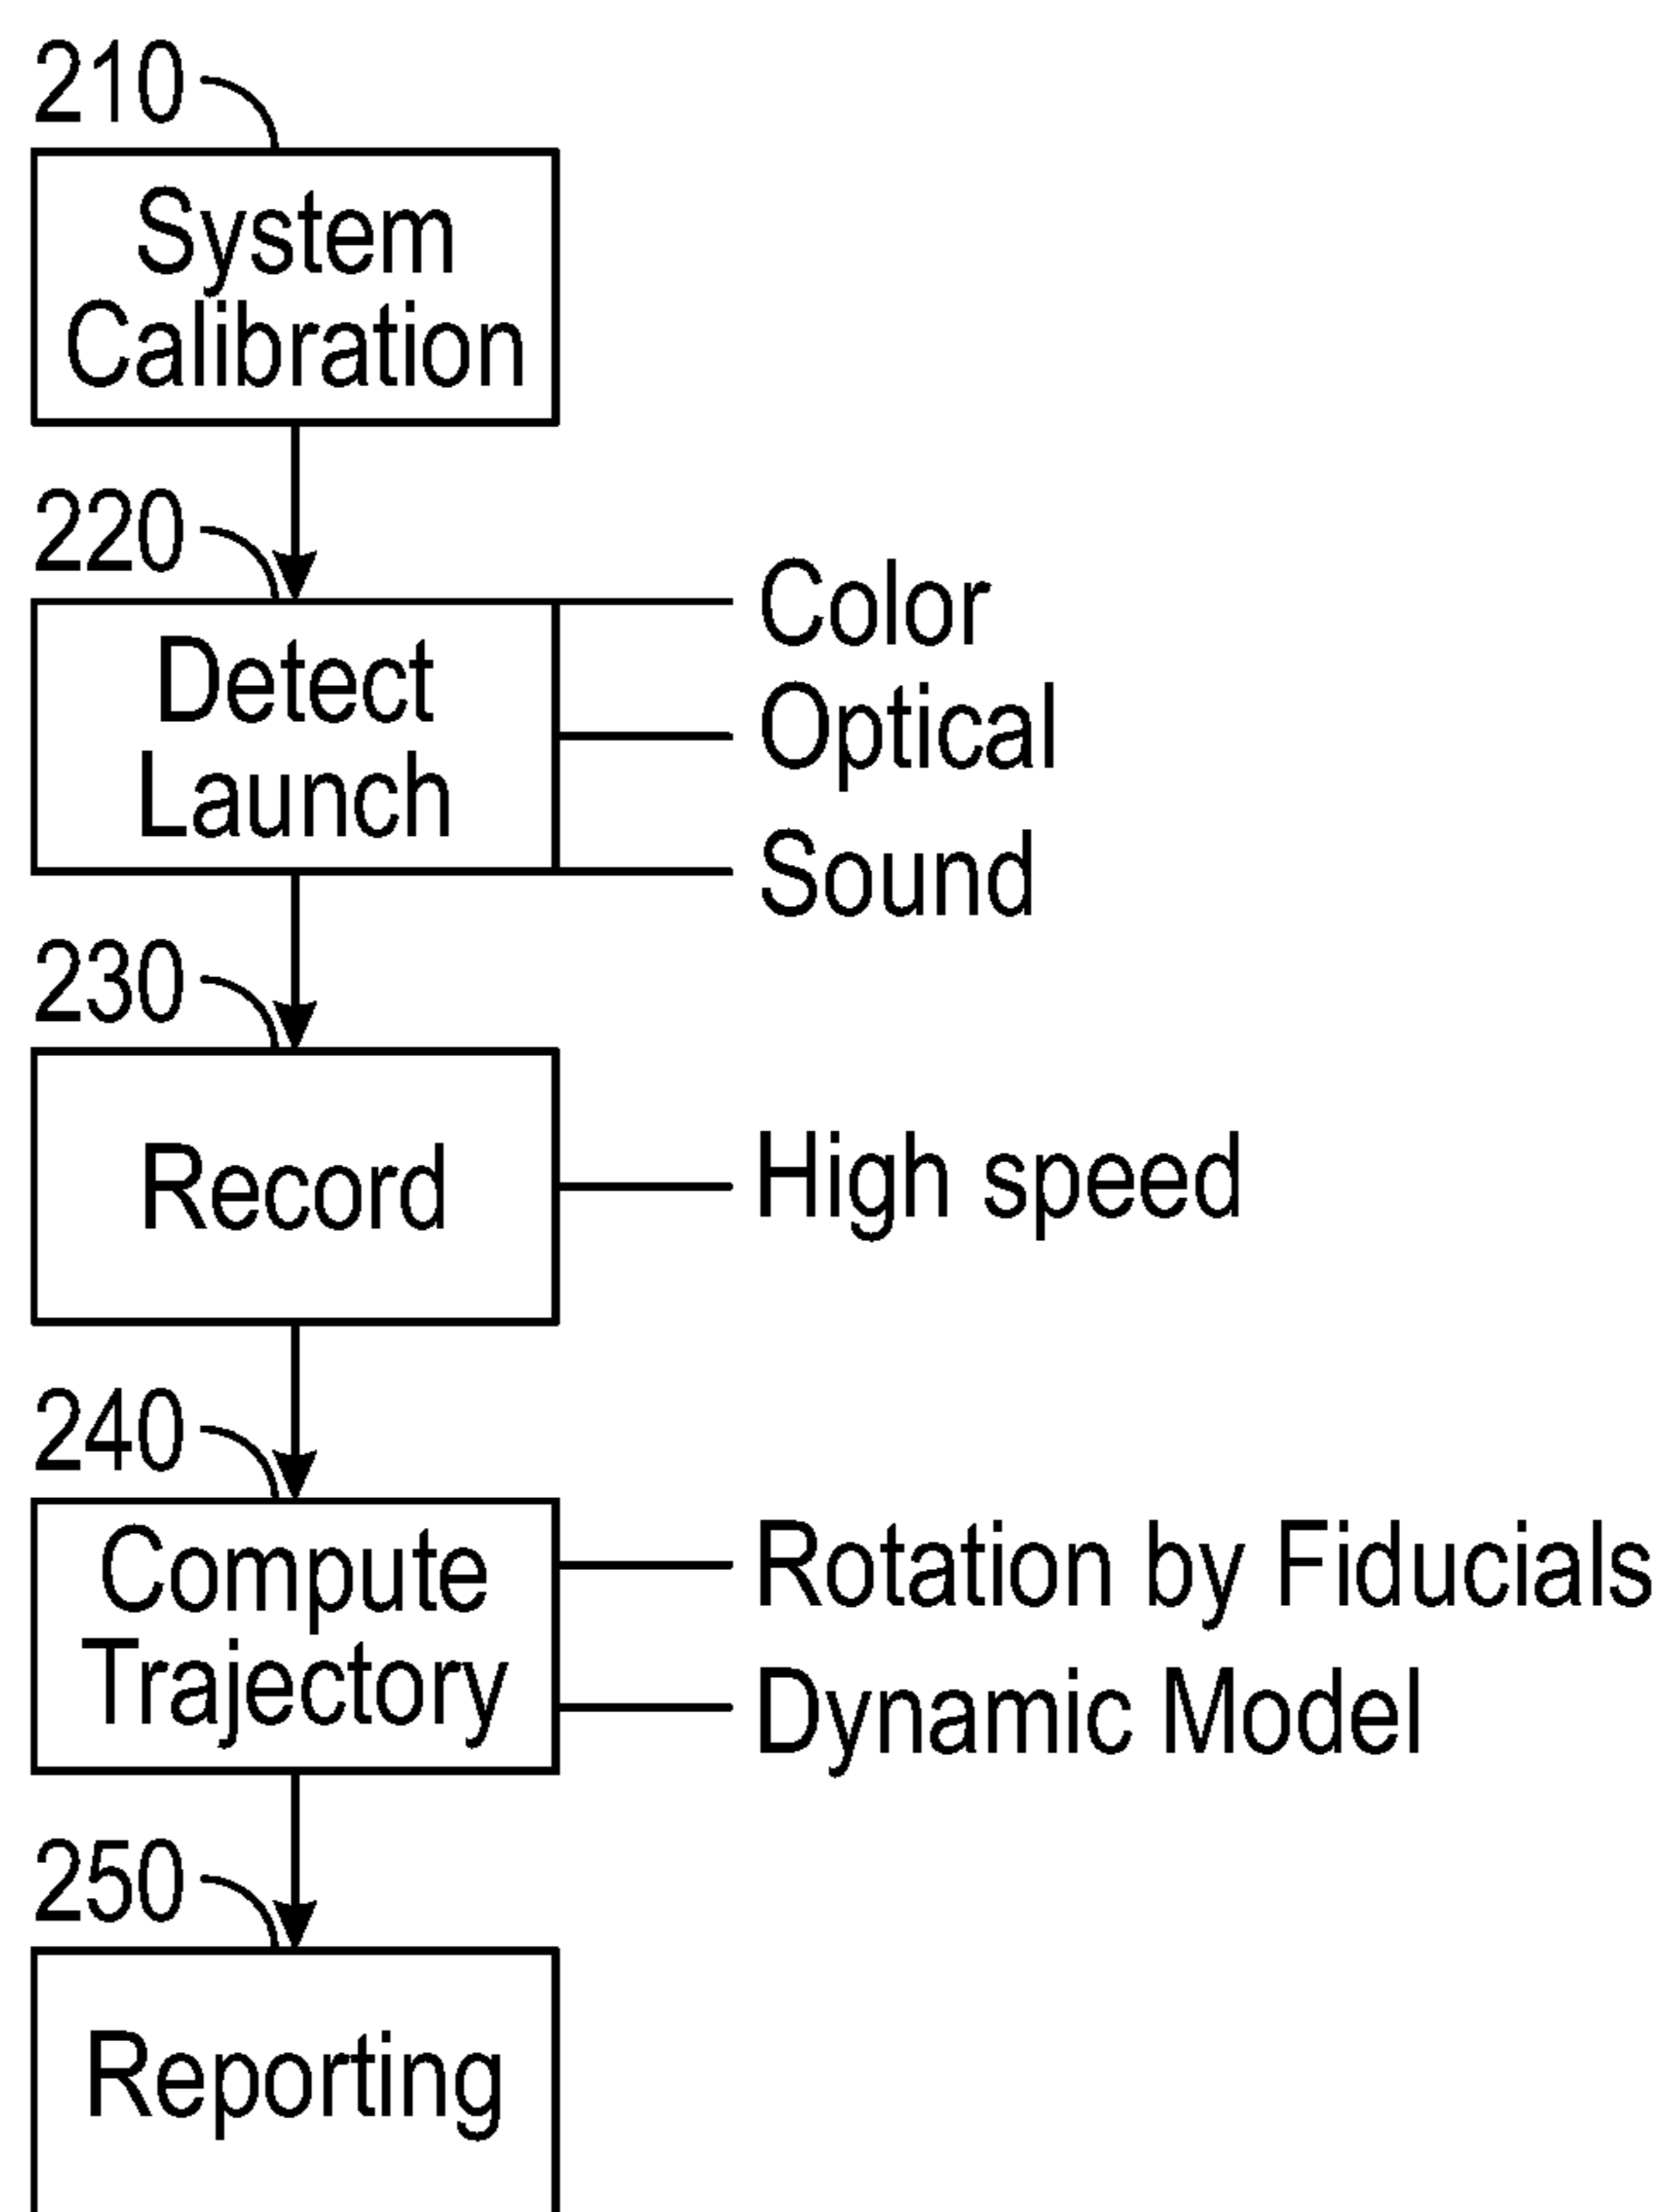 210
System
Calibration
220
Detect
Launch
Color
Optical
Sound
230
Record
High speed
240
Compute
Trajectory
Rotation by Fiducials
Dynamic Model
250
Reporting